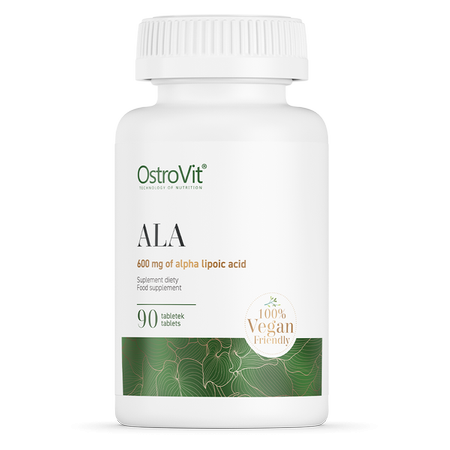 OstroVit®
TECHNOLOGY OF NUTRITION
ALA
600 mg of alpha lipoic acid
Suplement diety
Food supplement
90 tabletek
tablets
100%
Vegan
Friendly